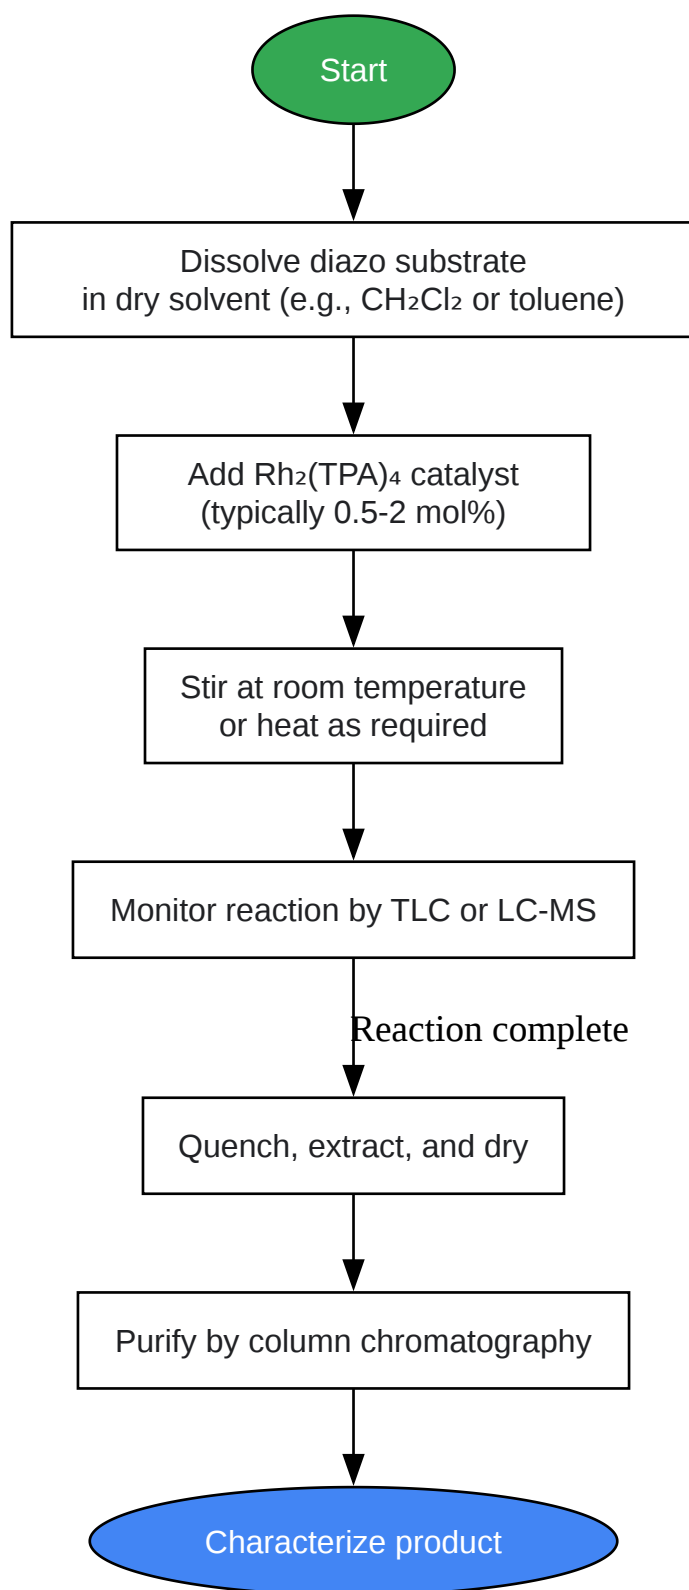 Start
Dissolve diazo substrate
in dry solvent (e.g., CH₂Cl₂ or toluene)
Add Rh₂(TPA)₄ catalyst
(typically 0.5-2 mol%)
Stir at room temperature
or heat as required
Monitor reaction by TLC or LC-MS
Reaction complete
Quench, extract, and dry
Purify by column chromatography
Characterize product